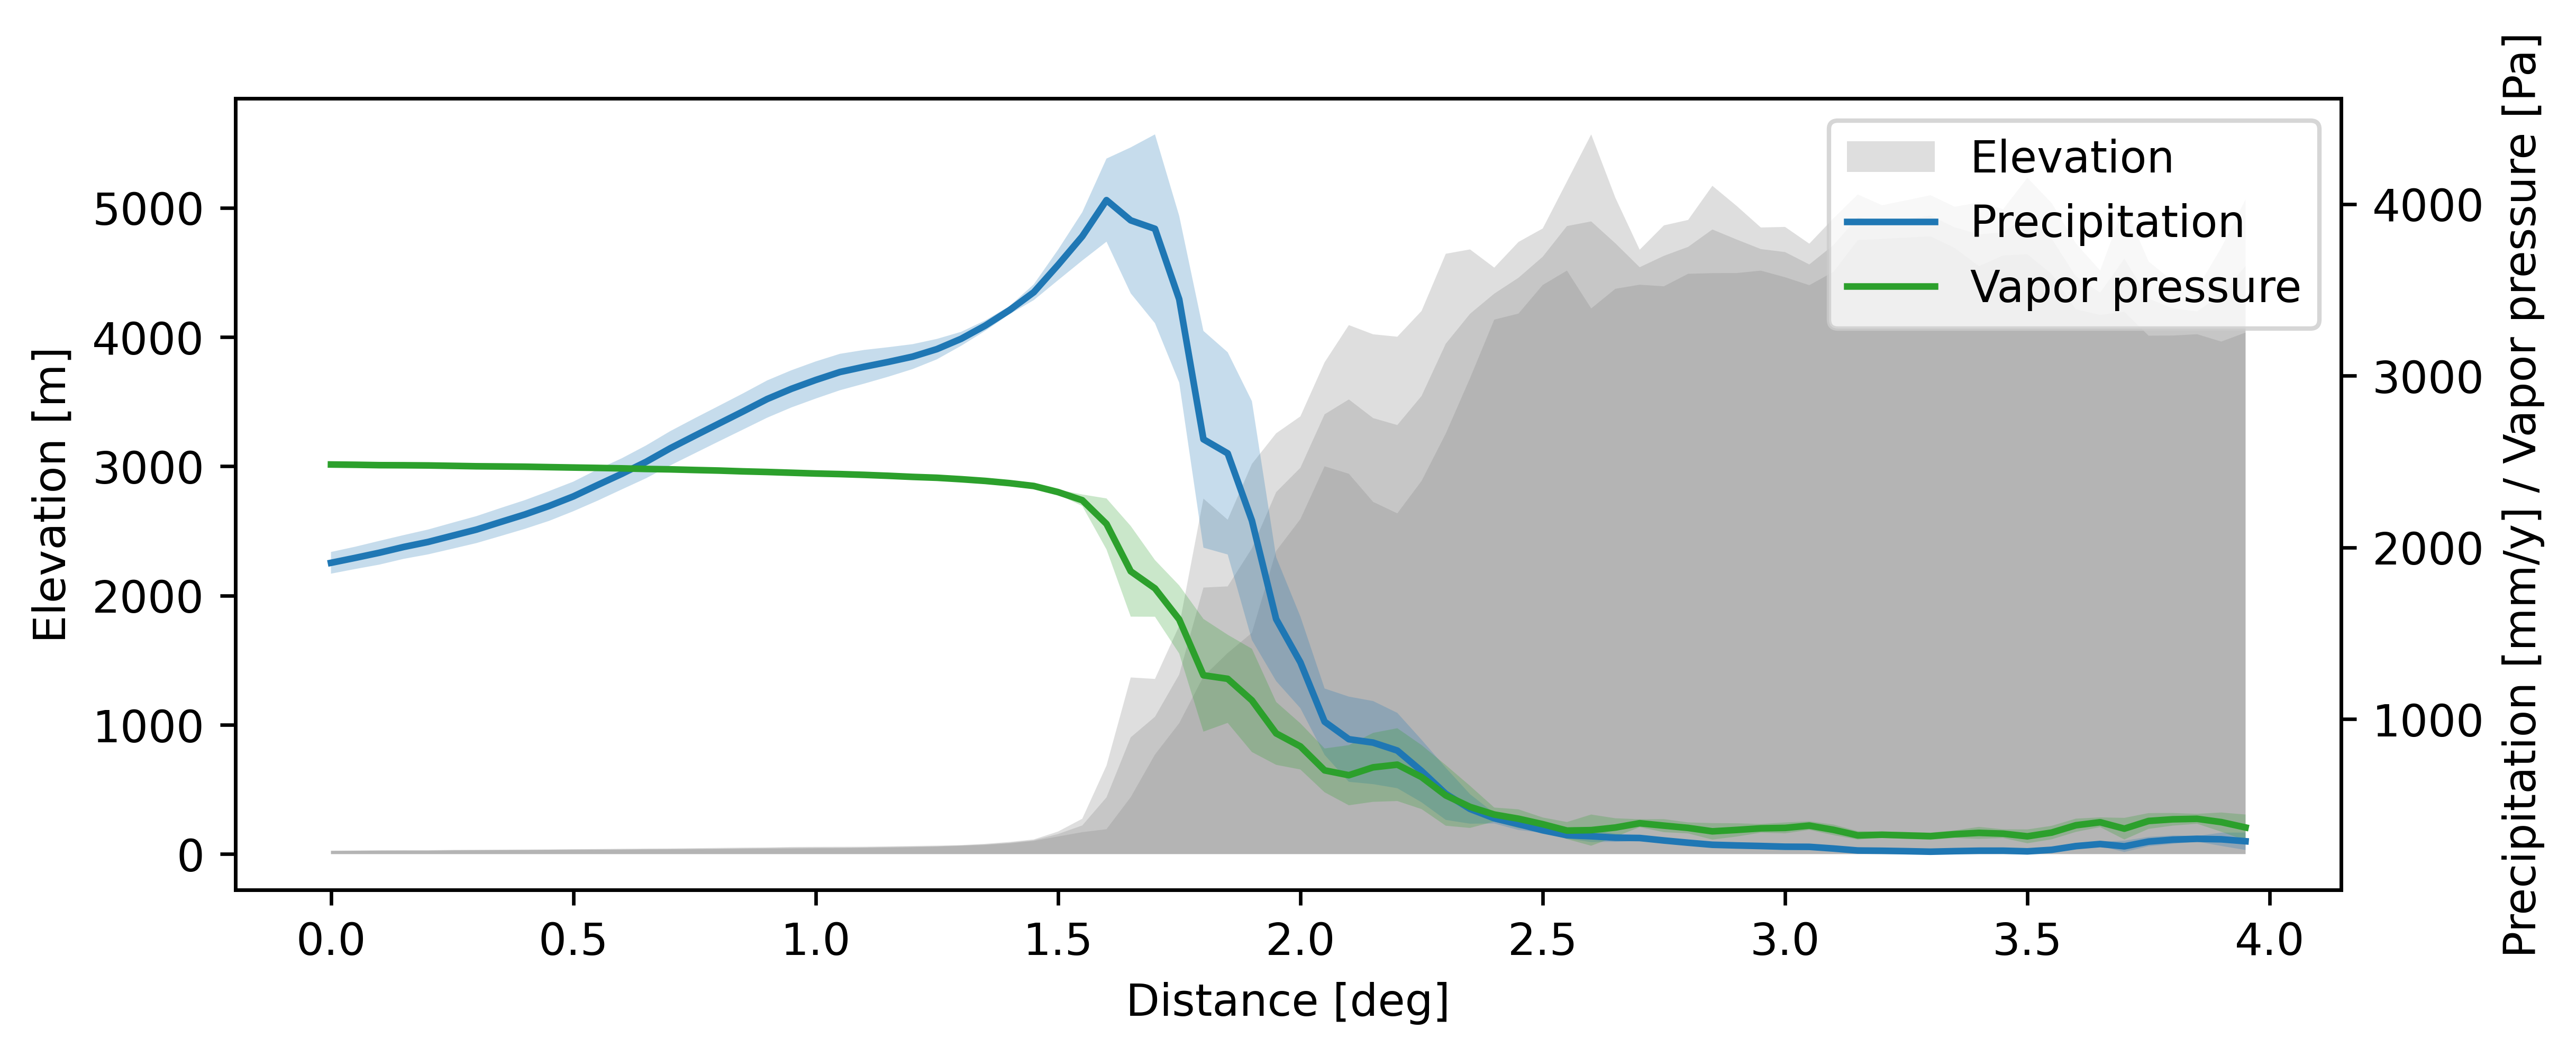 Elevation [m]
5000
4000
3000
2000
1000
0
0.0 0.5 1.0 1.5 2.0 2.5 3.0 3.5 4.0
Distance [deg]
Elevation
Precipitation
Vapor pressure
4000
3000
2000
1000
Precipitation [mm/y] / Vapor pressure [Pa]